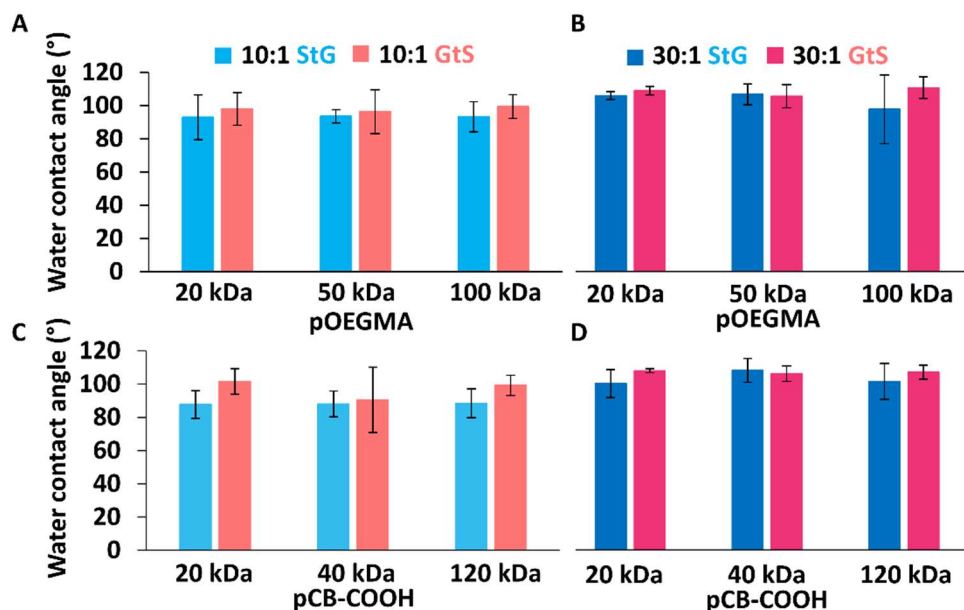 A
10:1 StG 10:1 GtS
Water contact angle (°)
120
100
80
60
40
20
0
20 kDa 50 kDa 100 kDa
pOEGMA
B
30:1 StG 30:1 GtS
20 kDa 50 kDa 100 kDa
pOEGMA
C
Water contact angle (°)
120
100
80
60
40
20
0
20 kDa 40 kDa 120 kDa
pCB-COOH
D
20 kDa 40 kDa 120 kDa
pCB-COOH